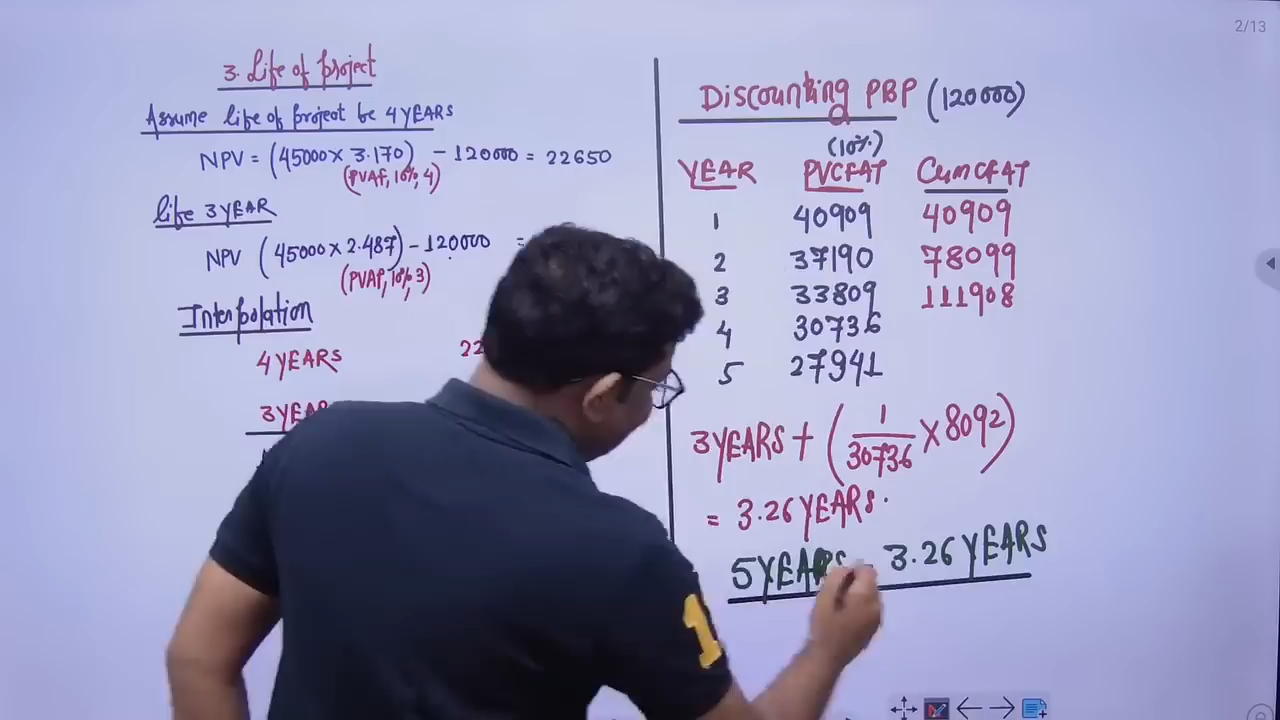 2/13
3. Life of project
Assume life of project be 4 YEARS
NPV = (45000 x 3.170) - 120000 = 22650
(PVAF, 10%, 4)
life 3 YEAR
NPV (45000 x 2.487) - 120000 =
(PVAF, 10%, 3)
Interpolation
4 YEARS 22
3 YEAR
Discounting PBP (120000)
(10%)
YEAR PVCFAT CumCFAT
1 40909 40909
2 37190 78099
3 33809 111908
4 30736
5 27941
3 YEARS + (1/30736 x 8092)
= 3.26 YEARS.
5 YEARS - 3.26 YEARS
1